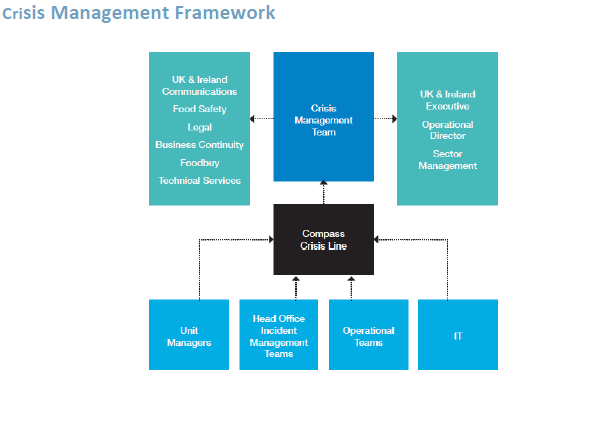 Crisis Management Framework
UK & Ireland
Communications
Food Safety
Legal
Business Continuity
Foodbuy
Technical Services
Crisis
Management
Team
UK & Ireland
Executive
Operational
Director
Sector
Management
Compass
Crisis Line
Unit
Managers
Head Office
Incident
Management
Teams
Operational
Teams
IT